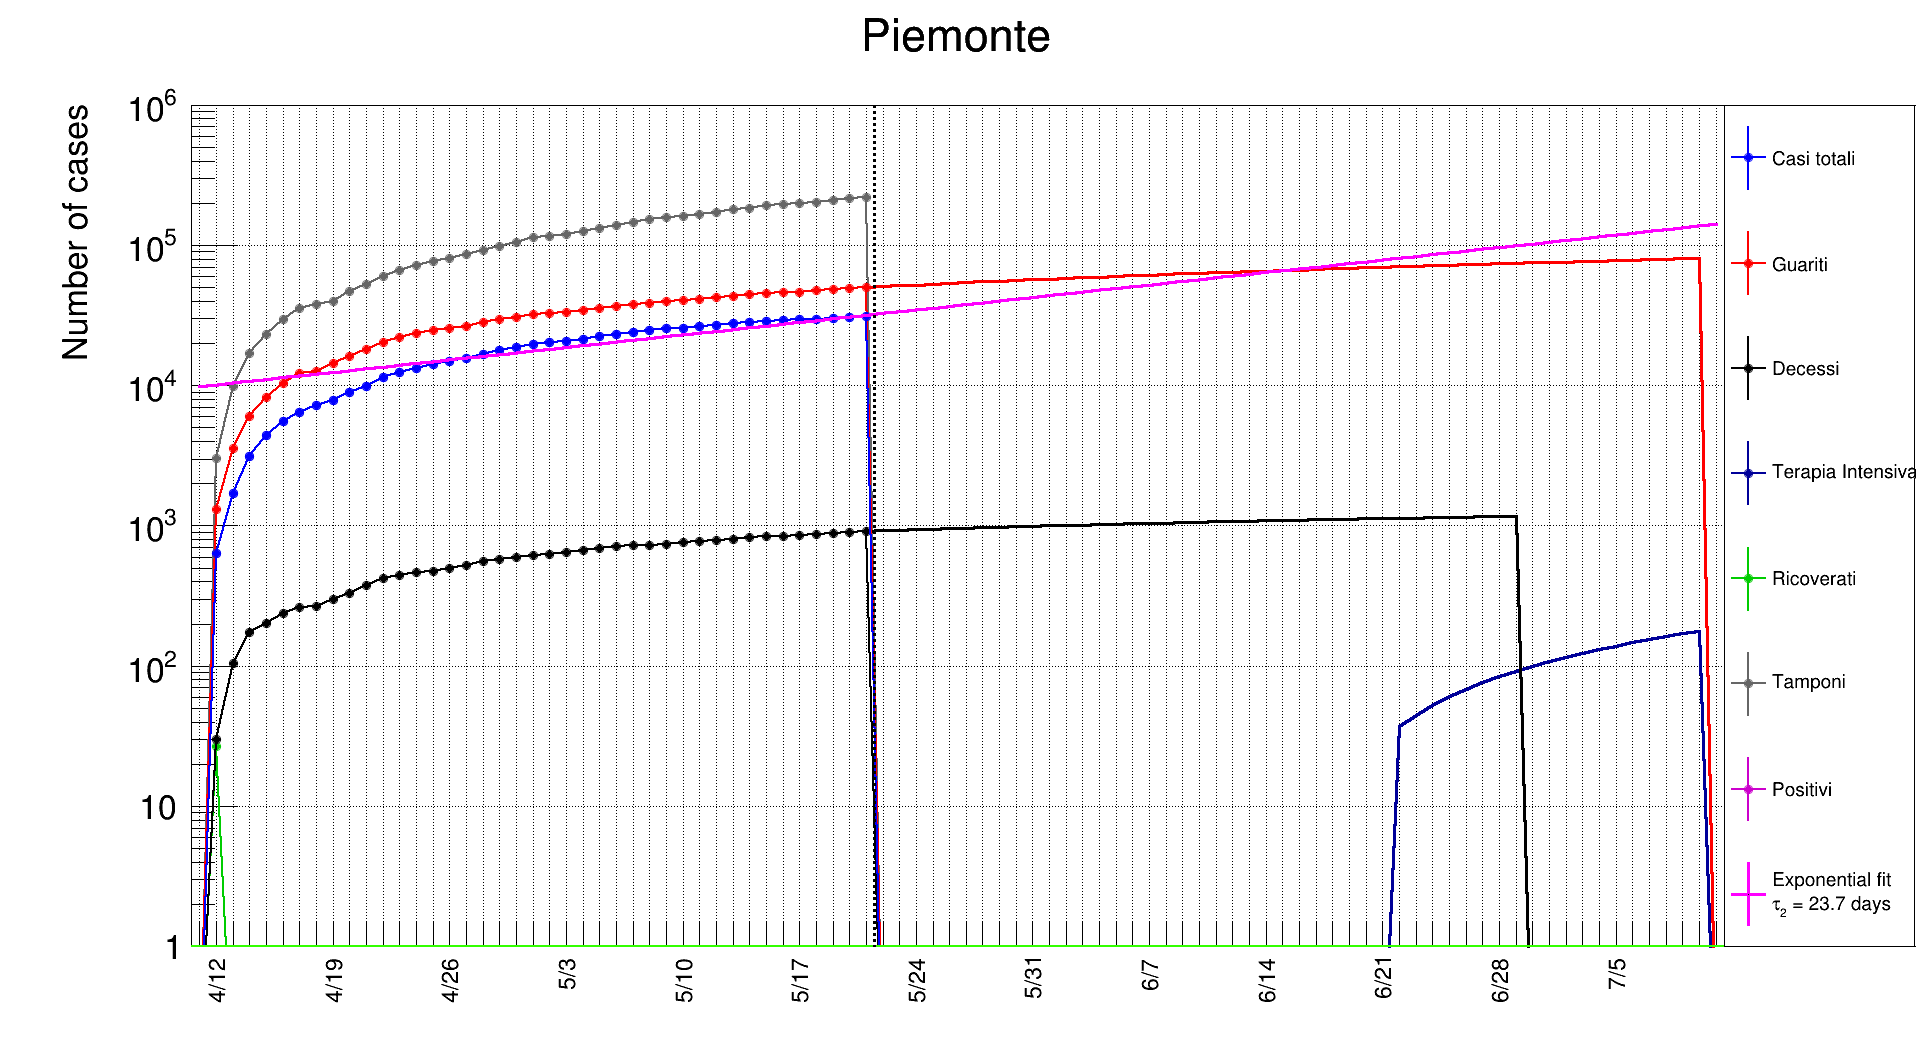 Piemonte
Number of cases
10^6
10^5
10^4
10^3
10^2
10
1
4/12
4/19
4/26
5/3
5/10
5/17
5/24
5/31
6/7
6/14
6/21
6/28
7/5
Casi totali
Guariti
Decessi
Terapia Intensiva
Ricoverati
Tamponi
Positivi
Exponential fit
τ_2 = 23.7 days